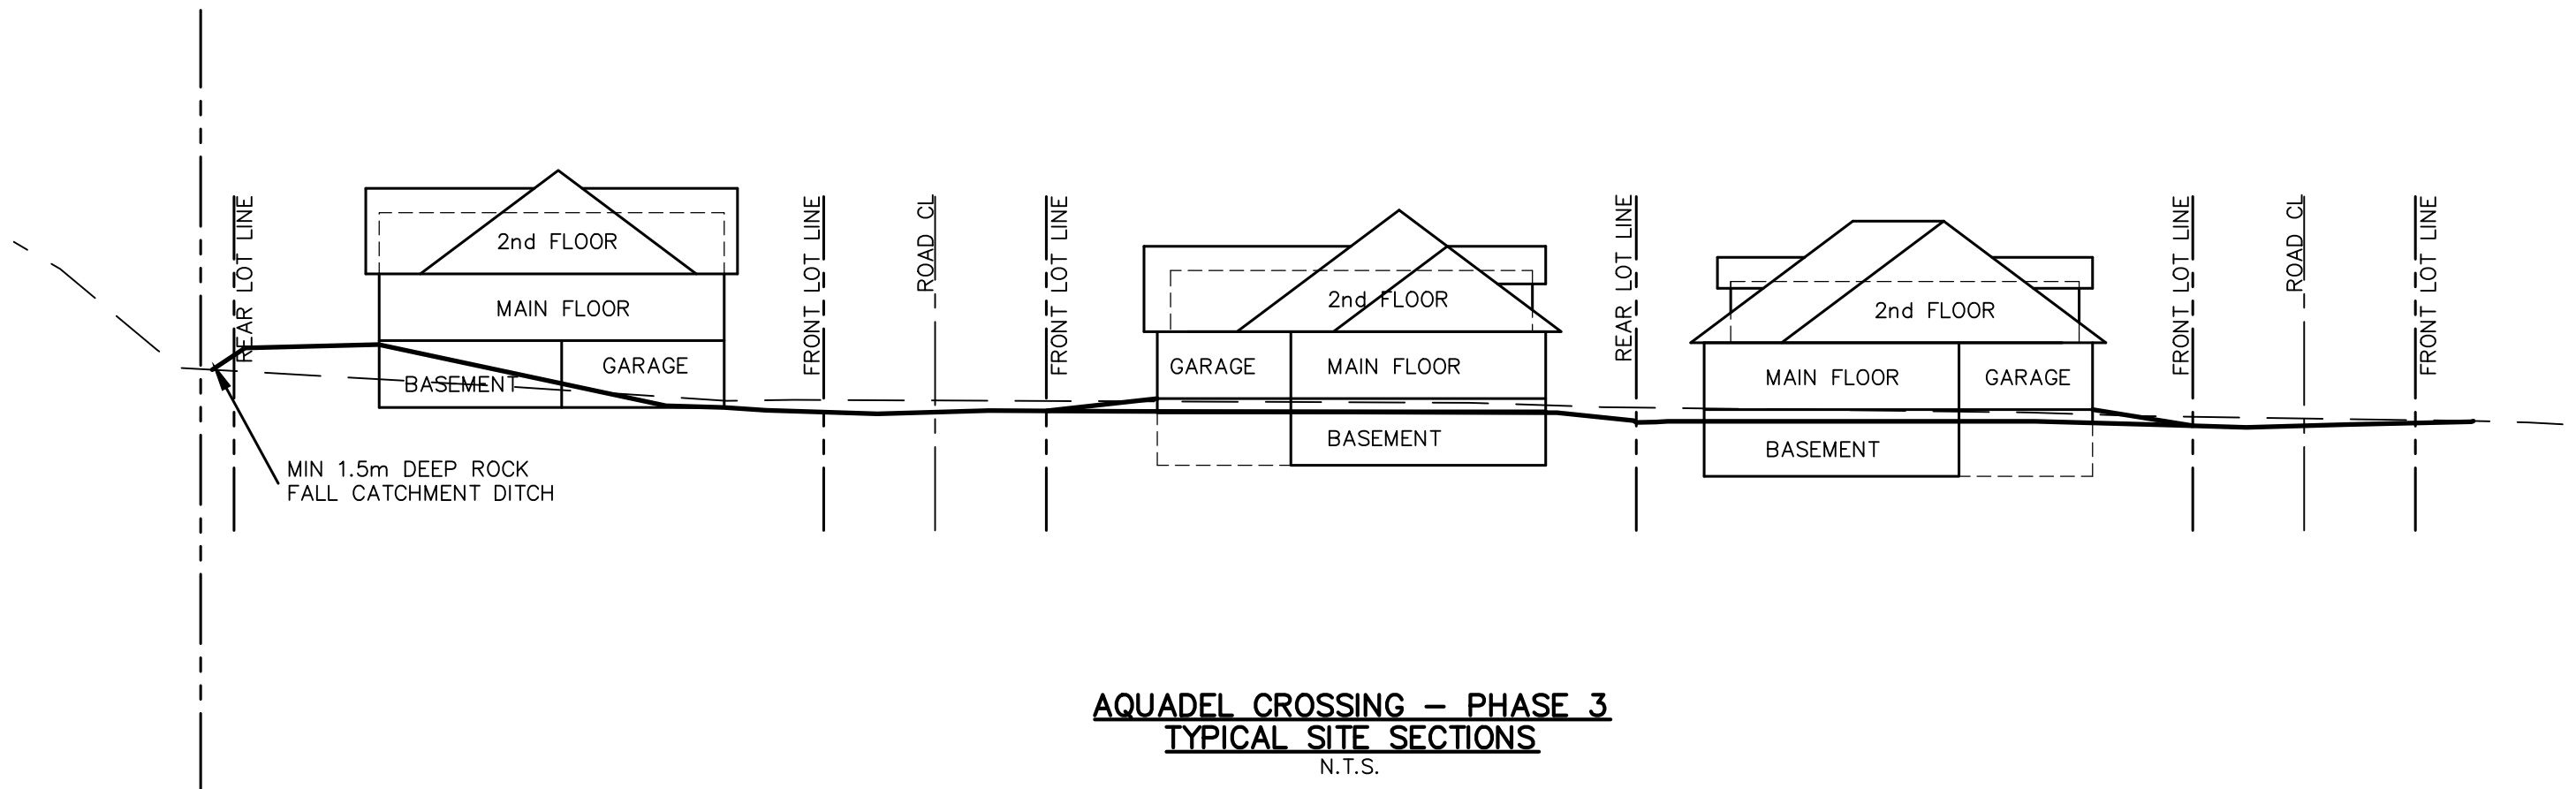 REAR LOT LINE
2nd FLOOR
MAIN FLOOR
BASEMENT
GARAGE
MIN 1.5m DEEP ROCK
FALL CATCHMENT DITCH
FRONT LOT LINE
ROAD CL
FRONT LOT LINE
2nd FLOOR
GARAGE
MAIN FLOOR
BASEMENT
REAR LOT LINE
2nd FLOOR
MAIN FLOOR
GARAGE
BASEMENT
FRONT LOT LINE
ROAD CL
FRONT LOT LINE
AQUADEL CROSSING – PHASE 3
TYPICAL SITE SECTIONS
N.T.S.